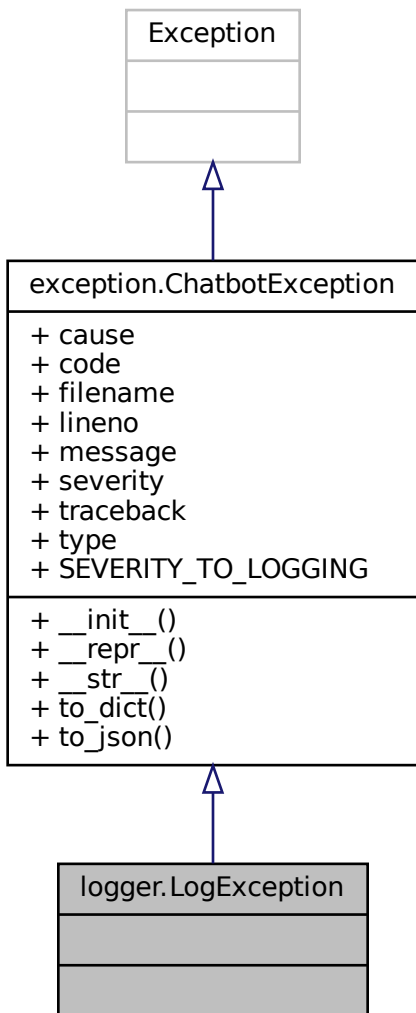 Exception
exception.ChatbotException
+ cause
+ code
+ filename
+ lineno
+ message
+ severity
+ traceback
+ type
+ SEVERITY_TO_LOGGING
+ __init__()
+ __repr__()
+ __str__()
+ to_dict()
+ to_json()
logger.LogException